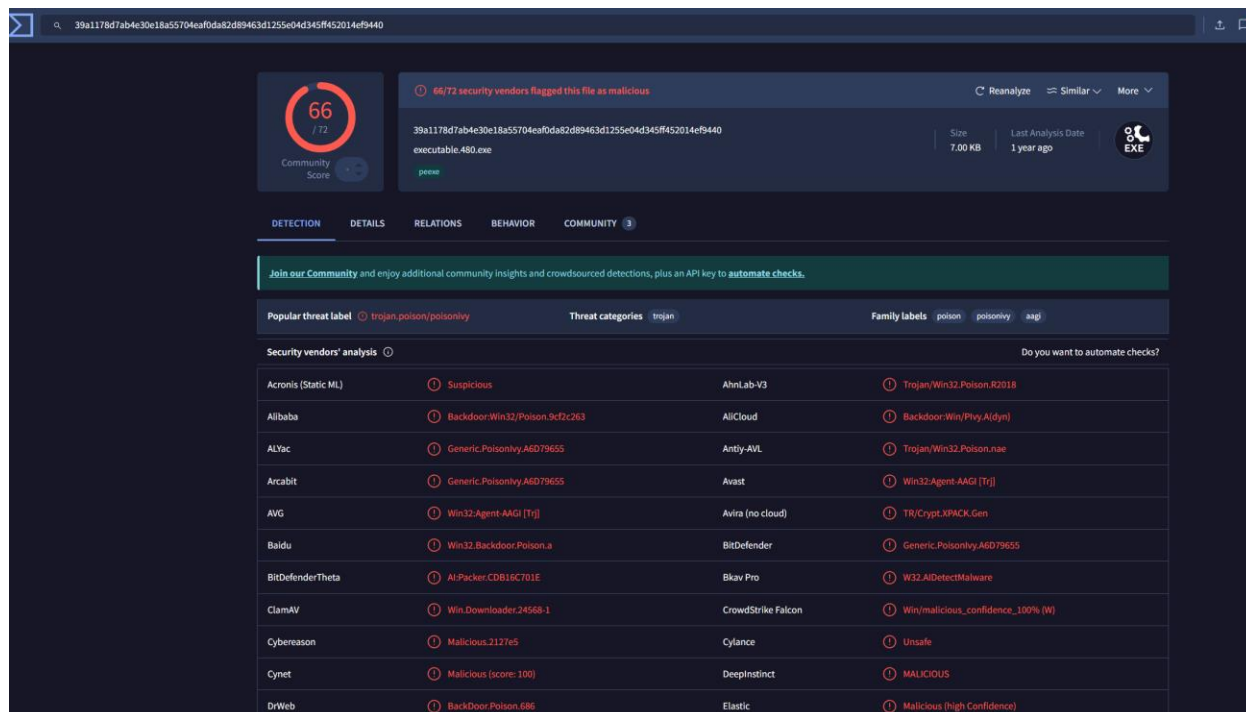 39a1178d7ab4e30e18a55704eaf0da82d89463d1255e04d345ff452014ef9440
66
/ 72
Community
Score
66/72 security vendors flagged this file as malicious
Reanalyze Similar More
39a1178d7ab4e30e18a55704eaf0da82d89463d1255e04d345ff452014ef9440
executable.480.exe
peexe
Size
7.00 KB
Last Analysis Date
1 year ago
EXE
DETECTION DETAILS RELATIONS BEHAVIOR COMMUNITY 3
Join our Community and enjoy additional community insights and crowdsourced detections, plus an API key to automate checks.
Popular threat label trojan.poison/poisonivy Threat categories trojan Family labels poison poisonivy aagi
Security vendors' analysis Do you want to automate checks?
Acronis (Static ML) Suspicious AhnLab-V3 Trojan/Win32.Poison.R2018
Alibaba Backdoor:Win32/Poison.9cf2c263 AliCloud Backdoor:Win/PIvy.A(dyn)
ALYac Generic.PoisonIvy.A6D79655 Antiy-AVL Trojan/Win32.Poison.nae
Arcabit Generic.PoisonIvy.A6D79655 Avast Win32:Agent-AAGI [Trj]
AVG Win32:Agent-AAGI [Trj] Avira (no cloud) TR/Crypt.XPACK.Gen
Baidu Win32.Backdoor.Poison.a BitDefender Generic.PoisonIvy.A6D79655
BitDefenderTheta AI:Packer.CDB16C701E Bkav Pro W32.AIDetectMalware
ClamAV Win.Downloader.24568-1 CrowdStrike Falcon Win/malicious_confidence_100% (W)
Cybereason Malicious.2127e5 Cylance Unsafe
Cynet Malicious (score: 100) DeepInstinct MALICIOUS
DrWeb BackDoor.Poison.686 Elastic Malicious (high Confidence)